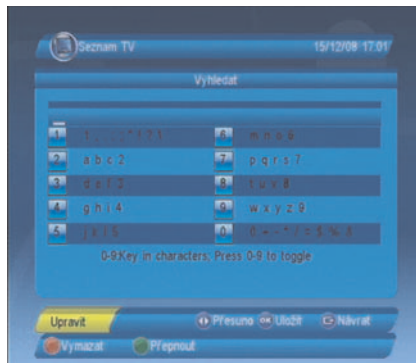 Seznam TV 15/12/08 17:01
Vyhledat
1 6 m n o 6
2 a b c 2 7 p q r s 7
3 d e f 3 8 t u v 8
4 g h i 4 9 w x y z 9
5 j k l 5 0
0-9:Key in characters; Press 0-9 to toggle
Upravit Přesuno OK Uložit Návrat
Vymazat Přepnout